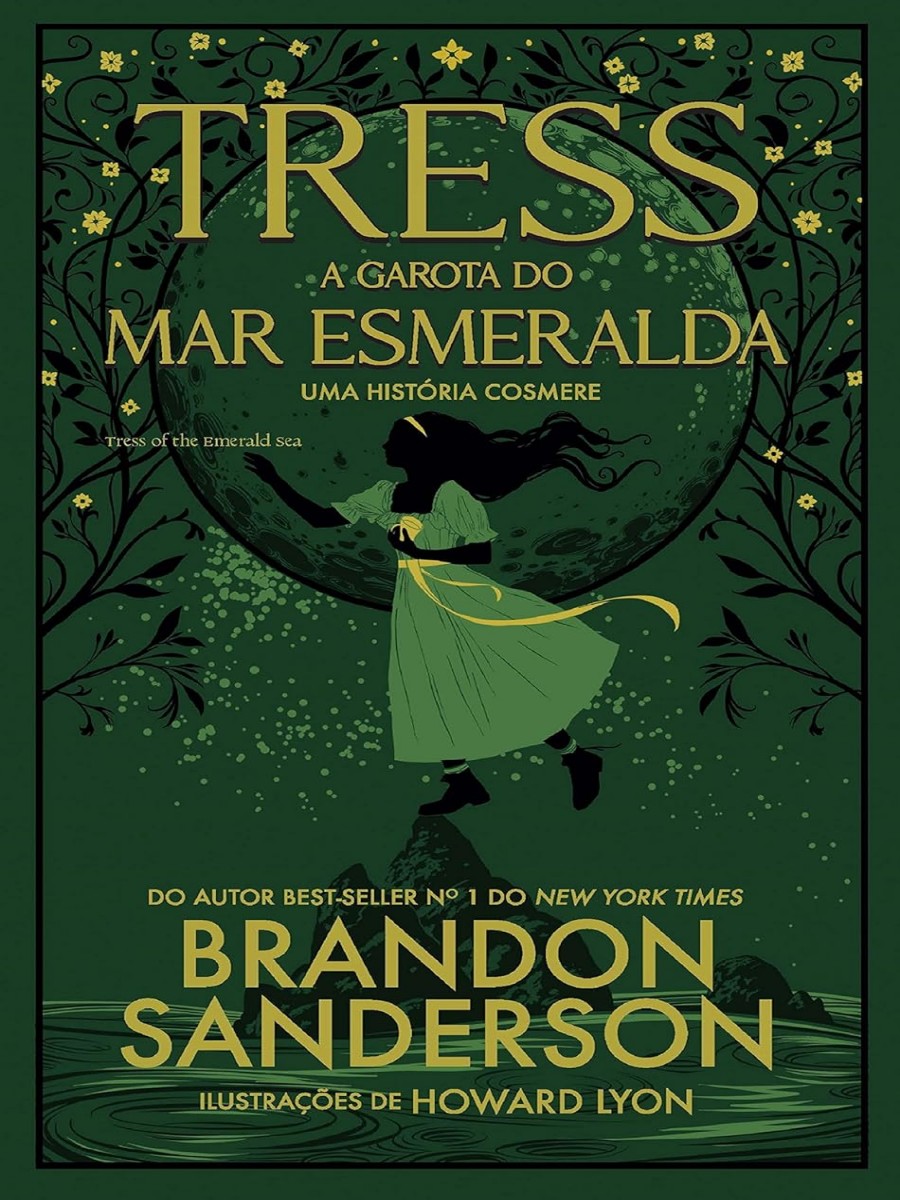 TRESS
A GAROTA DO
MAR ESMERALDA
UMA HISTÓRIA COSMERE
Tress of the Emerald Sea
DO AUTOR BEST-SELLER Nº 1 DO NEW YORK TIMES
BRANDON
SANDERSON
ILUSTRAÇÕES DE HOWARD LYON